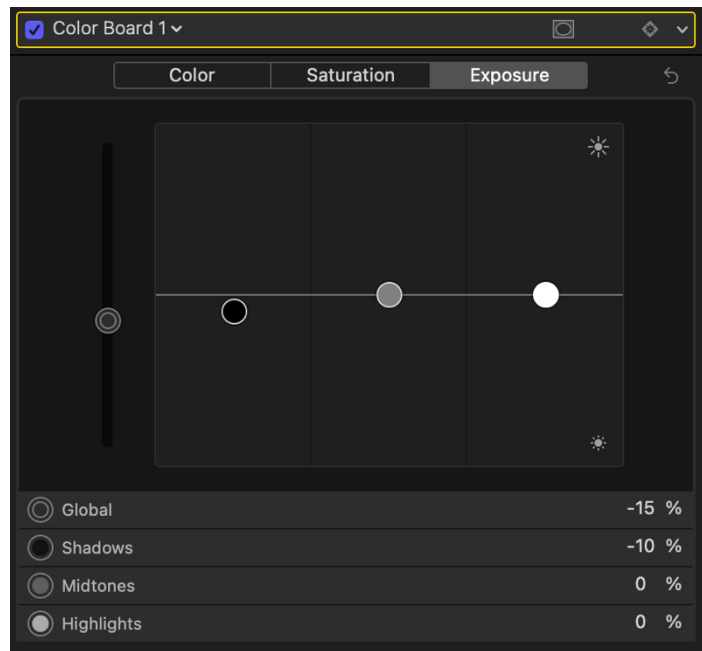 Color Board 1
Color Saturation Exposure
Global -15 %
Shadows -10 %
Midtones 0 %
Highlights 0 %